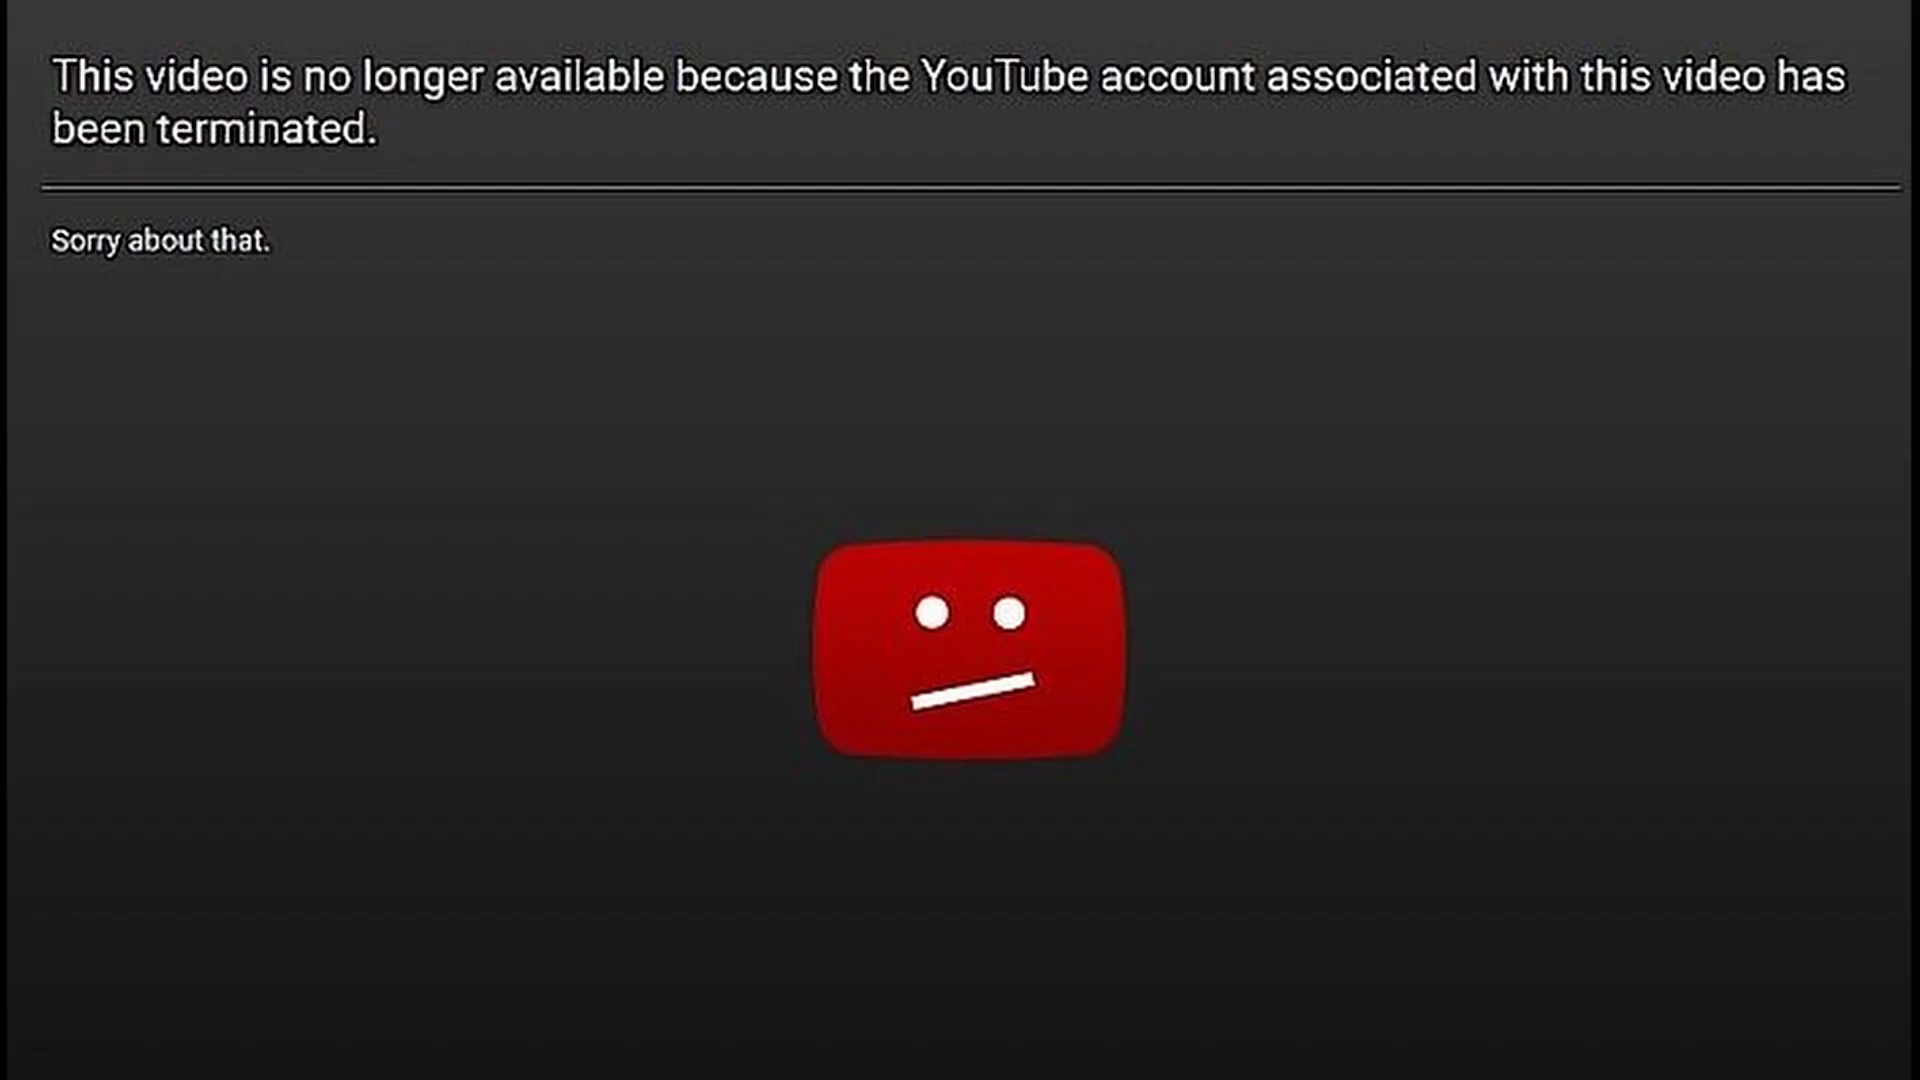 This video is no longer available because the YouTube account associated with this video has
been terminated.
Sorry about that.